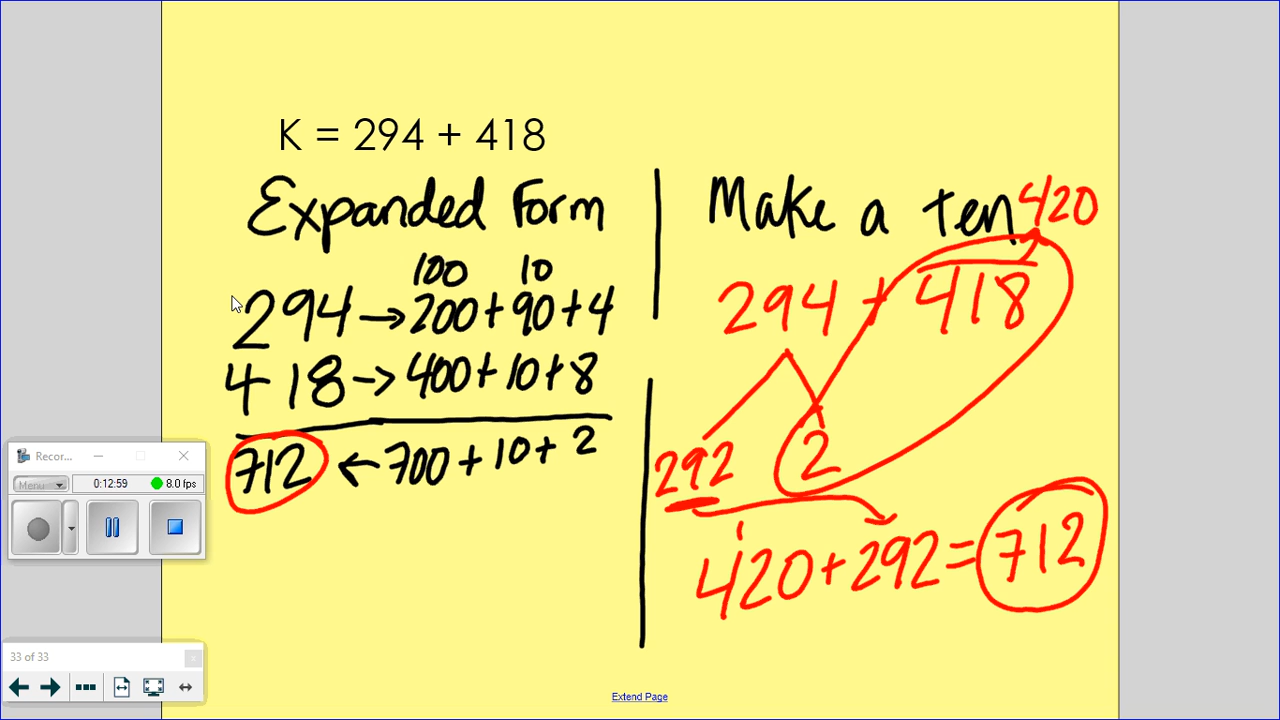 K = 294 + 418
Expanded Form
100 10
294 → 200 + 90 + 4
418 → 400 + 10 + 8
712 ← 700 + 10 + 2
Make a ten 420
294 + 418
292 2
1
420 + 292 = 712
Recor...
Menu
0:12:59 8.0 fps
33 of 33
Extend Page